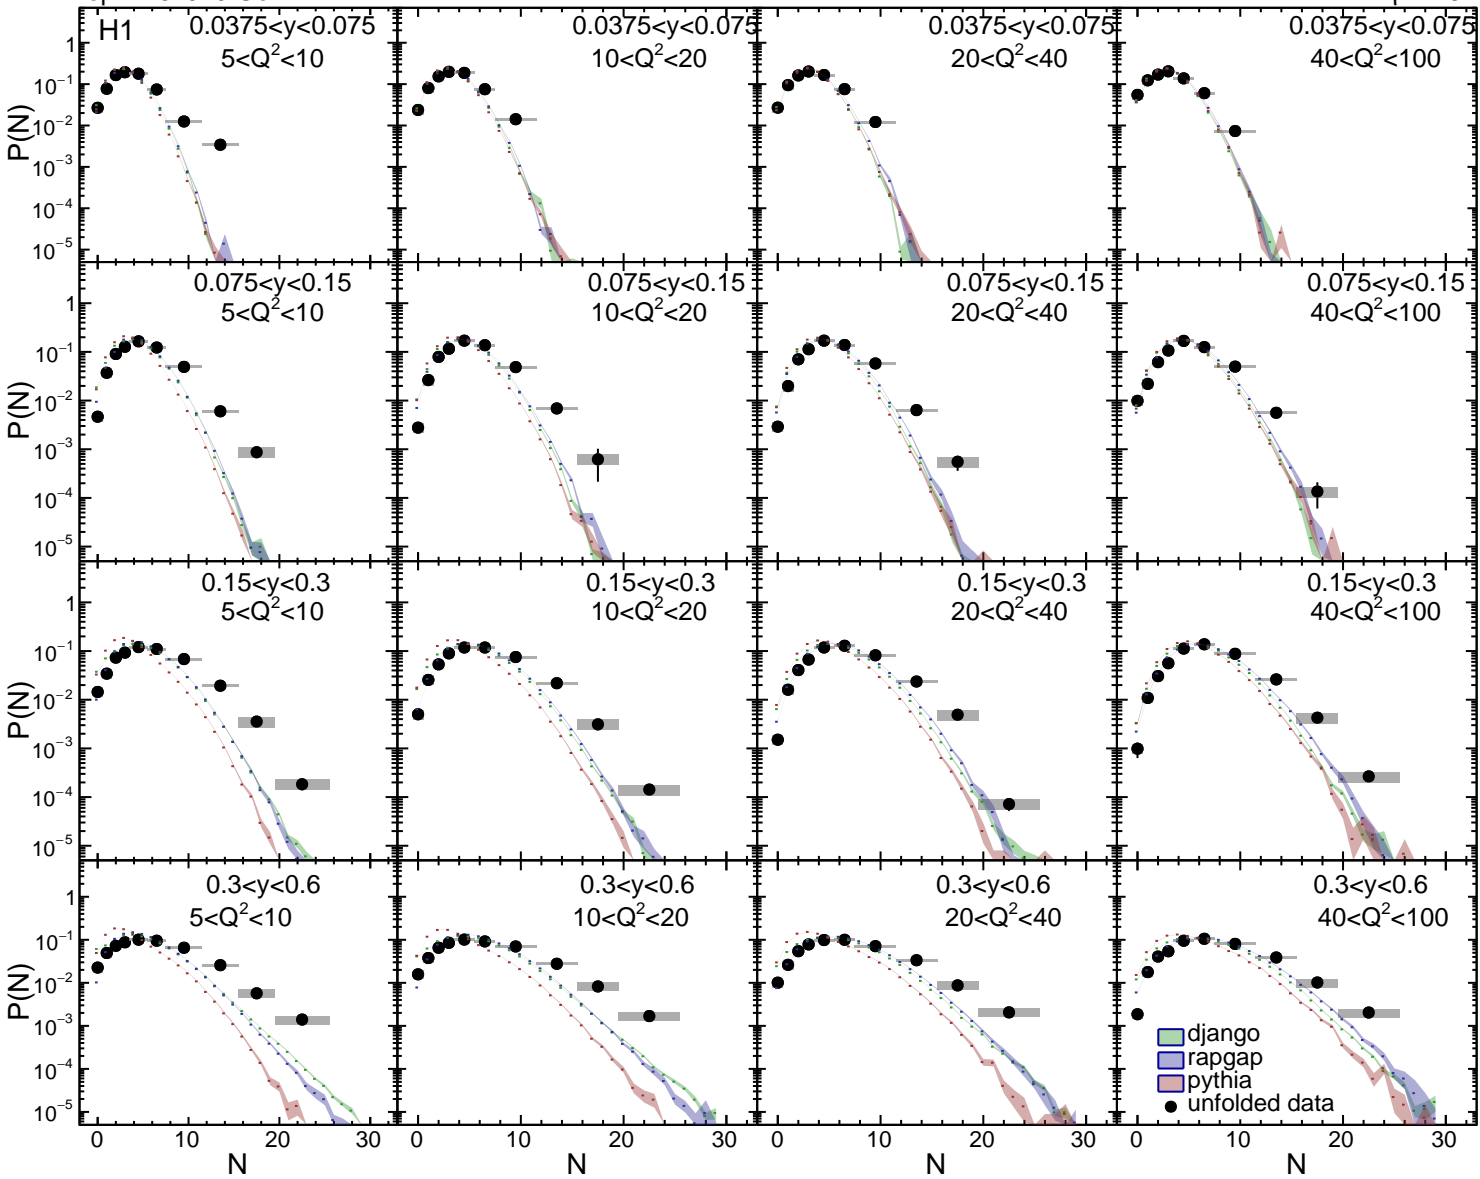 H1
0.0375<y<0.075
5<Q²<10
0.0375<y<0.075
10<Q²<20
0.0375<y<0.075
20<Q²<40
0.0375<y<0.075
40<Q²<100
P(N)
1
10⁻¹
10⁻²
10⁻³
10⁻⁴
10⁻⁵
0.075<y<0.15
5<Q²<10
0.075<y<0.15
10<Q²<20
0.075<y<0.15
20<Q²<40
0.075<y<0.15
40<Q²<100
P(N)
1
10⁻¹
10⁻²
10⁻³
10⁻⁴
10⁻⁵
0.15<y<0.3
5<Q²<10
0.15<y<0.3
10<Q²<20
0.15<y<0.3
20<Q²<40
0.15<y<0.3
40<Q²<100
P(N)
1
10⁻¹
10⁻²
10⁻³
10⁻⁴
10⁻⁵
0.3<y<0.6
5<Q²<10
0.3<y<0.6
10<Q²<20
0.3<y<0.6
20<Q²<40
0.3<y<0.6
40<Q²<100
P(N)
1
10⁻¹
10⁻²
10⁻³
10⁻⁴
10⁻⁵
django
rapgap
pythia
unfolded data
0 10 20 30
0 10 20 30
0 10 20 30
0 10 20 30
N
N
N
N